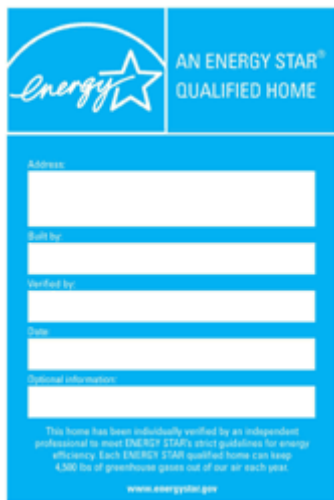 energy
AN ENERGY STAR®
QUALIFIED HOME
Address:
Built by:
Verified by:
Date:
Optional information:
This home has been individually verified by an independent
professional to meet ENERGY STAR's strict guidelines for energy
efficiency. Each ENERGY STAR qualified home can keep
4,500 lbs of greenhouse gases out of our air each year.
www.energystar.gov